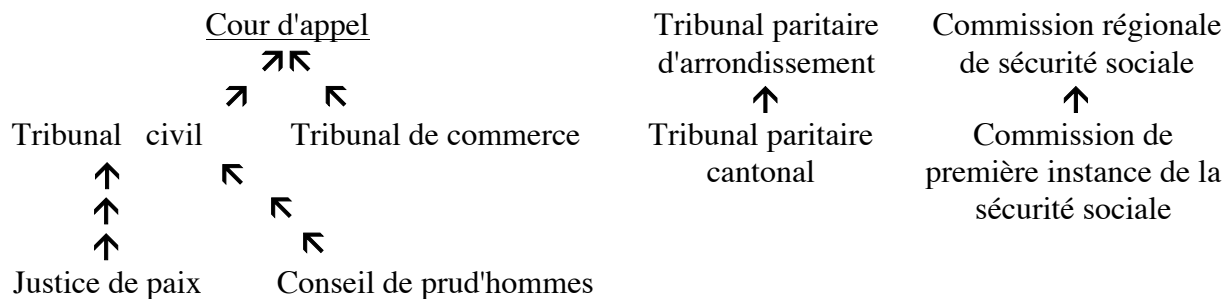 Cour d'appel
Tribunal civil
Tribunal de commerce
Justice de paix
Conseil de prud'hommes
Tribunal paritaire
d'arrondissement
Tribunal paritaire
cantonal
Commission régionale
de sécurité sociale
Commission de
première instance de la
sécurité sociale